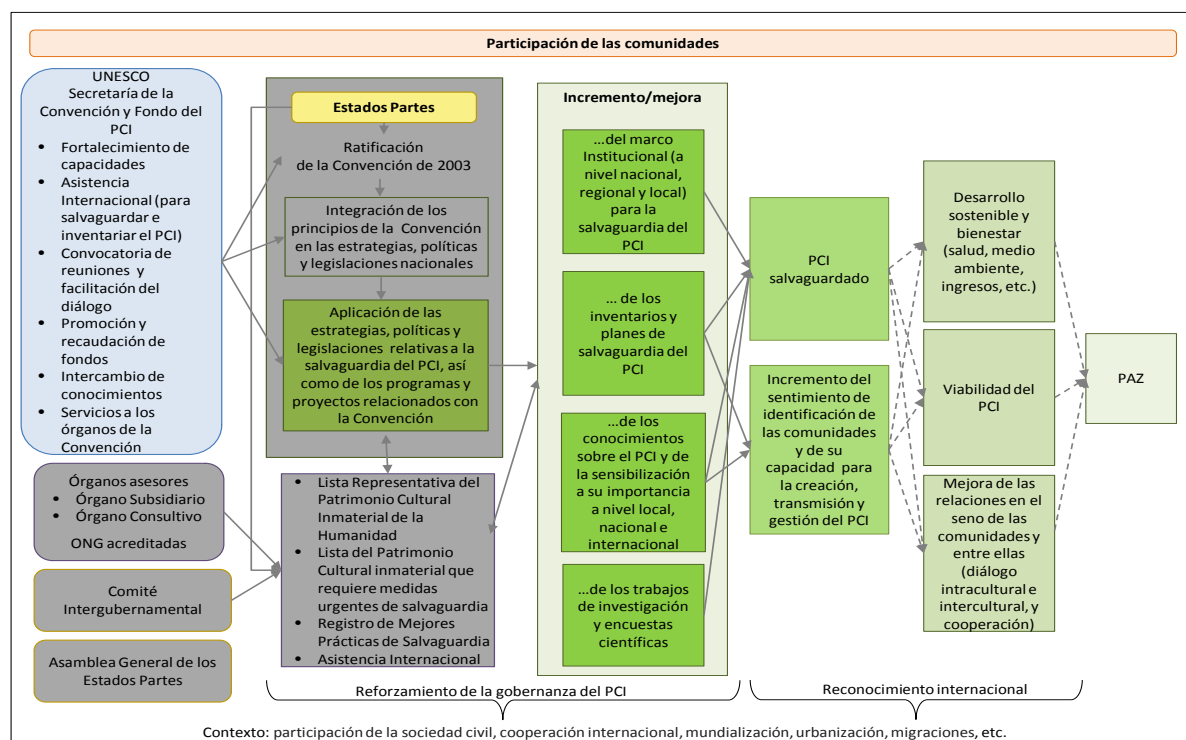 Participación de las comunidades
UNESCO
Secretaría de la
Convención y Fondo del
PCI
• Fortalecimiento de
capacidades
• Asistencia
Internacional (para
salvaguardar e
inventariar el PCI)
• Convocatoria de
reuniones y
facilitación del
diálogo
• Promoción y
recaudación de
fondos
• Intercambio de
conocimientos
• Servicios a los
órganos de la
Convención
Órganos asesores
• Órgano Subsidiario
• Órgano Consultivo
ONG acreditadas
Comité
Intergubernamental
Asamblea General de los
Estados Partes
Estados Partes
Ratificación
de la Convención de 2003
Integración de los
principios de la Convención
en las estrategias, políticas
y legislaciones nacionales
Aplicación de las
estrategias, políticas y
legislaciones relativas a la
salvaguardia del PCI, así
como de los programas y
proyectos relacionados con
la Convención
• Lista Representativa del
Patrimonio Cultural
Inmaterial de la
Humanidad
• Lista del Patrimonio
Cultural inmaterial que
requiere medidas
urgentes de salvaguardia
• Registro de Mejores
Prácticas de Salvaguardia
• Asistencia Internacional
Incremento/mejora
...del marco
Institucional (a
nivel nacional,
regional y local)
para la
salvaguardia del
PCI
... de los
inventarios y
planes de
salvaguardia del
PCI
...de los
conocimientos
sobre el PCI y de
la sensibilización
a su importancia
a nivel local,
nacional e
internacional
...de los trabajos
de investigación
y encuestas
científicas
PCI
salvaguardado
Incremento del
sentimiento de
identificación de
las comunidades
y de su
capacidad para
la creación,
transmisión y
gestión del PCI
Desarrollo
sostenible y
bienestar
(salud, medio
ambiente,
ingresos, etc.)
Viabilidad del
PCI
Mejora de las
relaciones en el
seno de las
comunidades y
entre ellas
(diálogo
intracultural e
intercultural, y
cooperación)
PAZ
Reforzamiento de la gobernanza del PCI
Reconocimiento internacional
Contexto: participación de la sociedad civil, cooperación internacional, mundialización, urbanización, migraciones, etc.